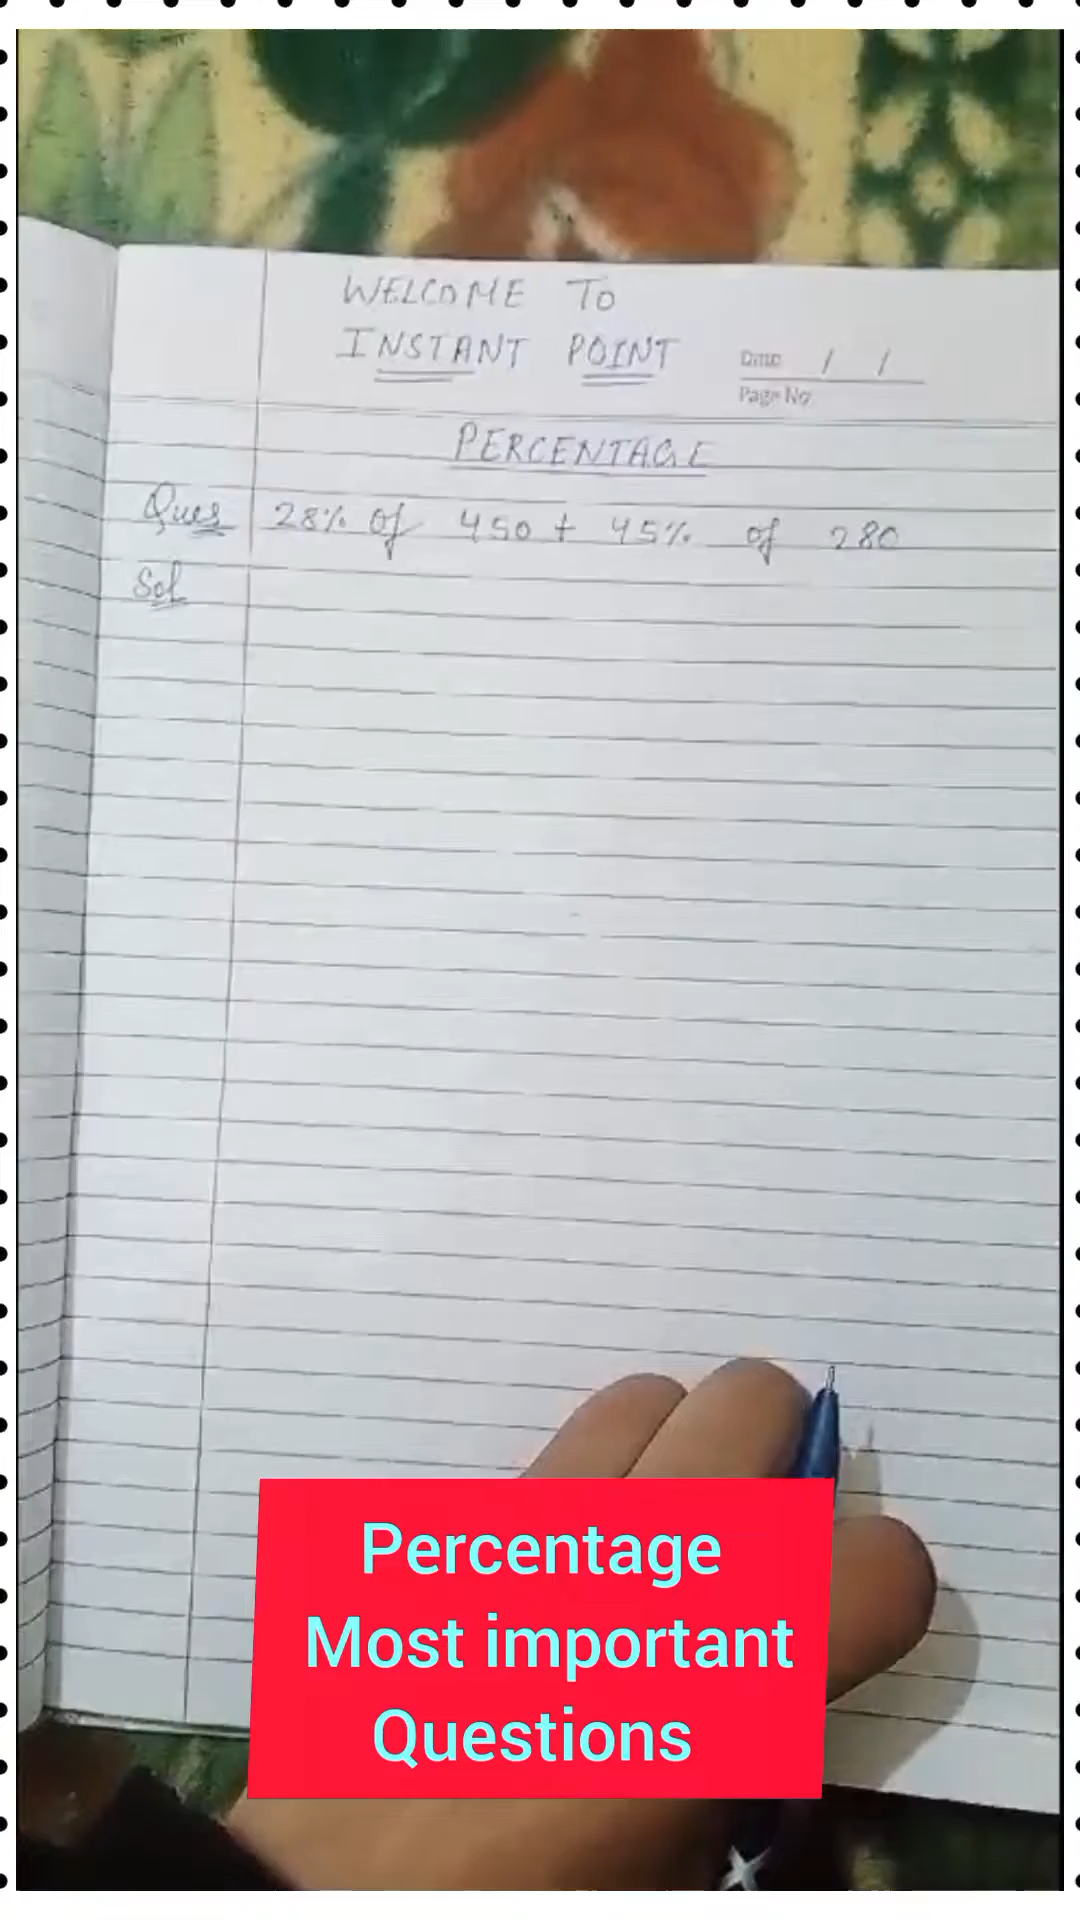 WELCOME TO
INSTANT POINT
Date / /
Page No
PERCENTAGE
Ques 28% of 450 + 45% of 280
Sol
Percentage
Most important
Questions